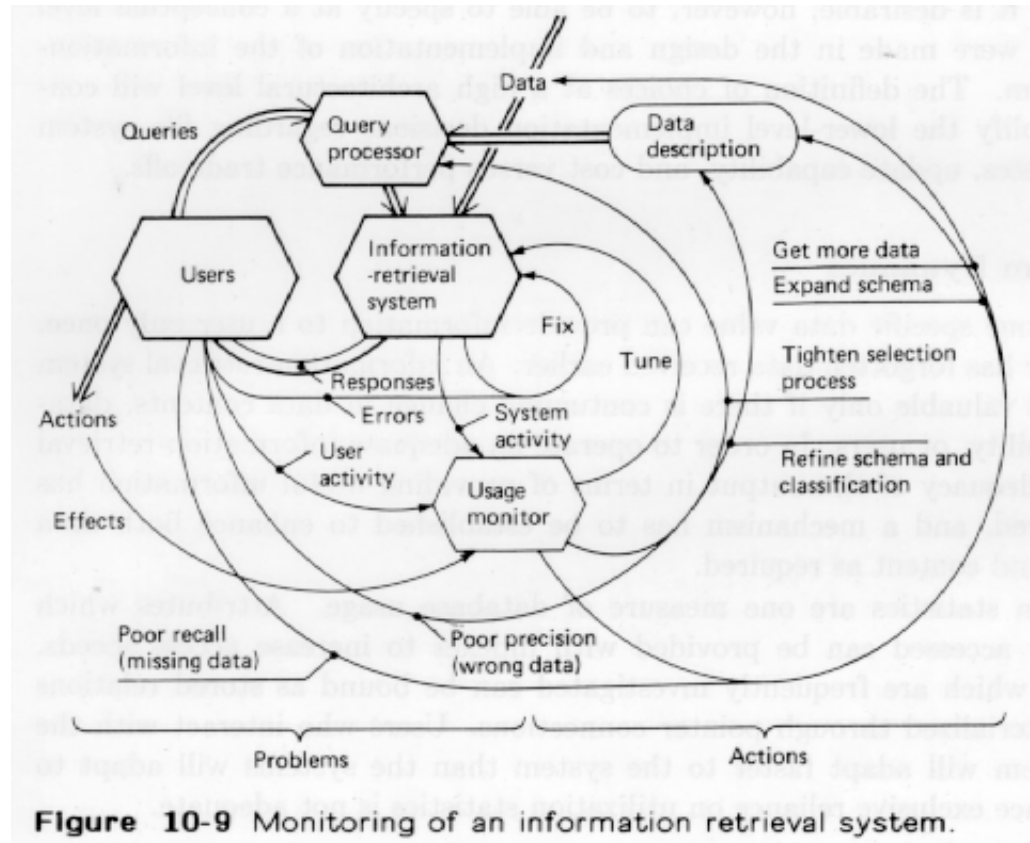 Data
Queries
Query
processor
Data
description
Users
Information
-retrieval
system
Get more data
Expand schema
Fix
Tune
Tighten selection
process
Responses
Errors
System
activity
Actions
User
activity
Refine schema and
classification
Usage
monitor
Effects
Poor recall
(missing data)
Poor precision
(wrong data)
Problems
Actions
Figure 10-9 Monitoring of an information retrieval system.